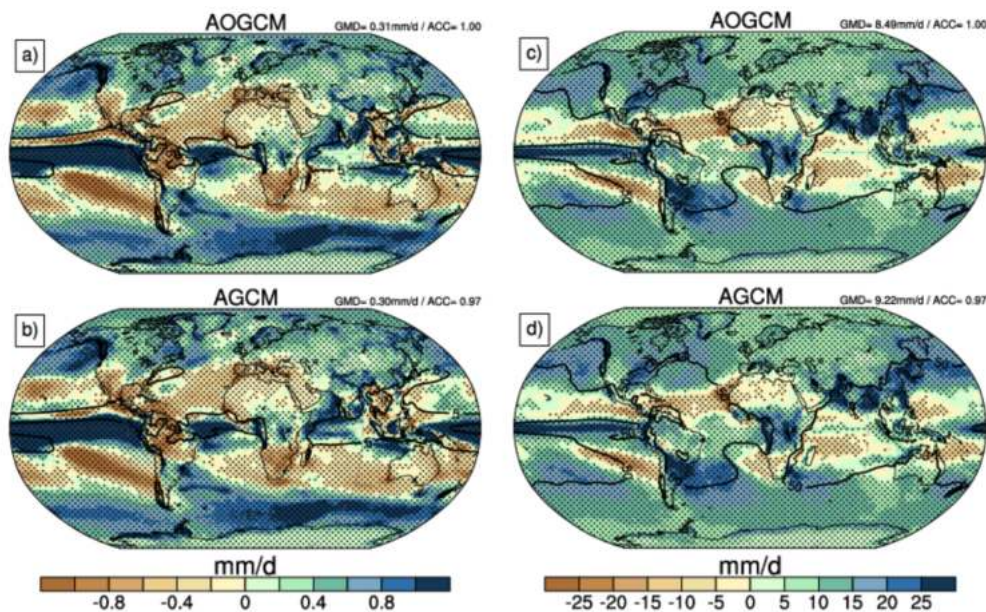 AOGCM
GMD= 0.31mm/d / ACC= 1.00
a)
AOGCM
GMD= 8.49mm/d / ACC= 1.00
c)
AGCM
GMD= 0.30mm/d / ACC= 0.97
b)
AGCM
GMD= 9.22mm/d / ACC= 0.97
d)
mm/d
-0.8 -0.4 0 0.4 0.8
mm/d
-25 -20 -15 -10 -5 0 5 10 15 20 25